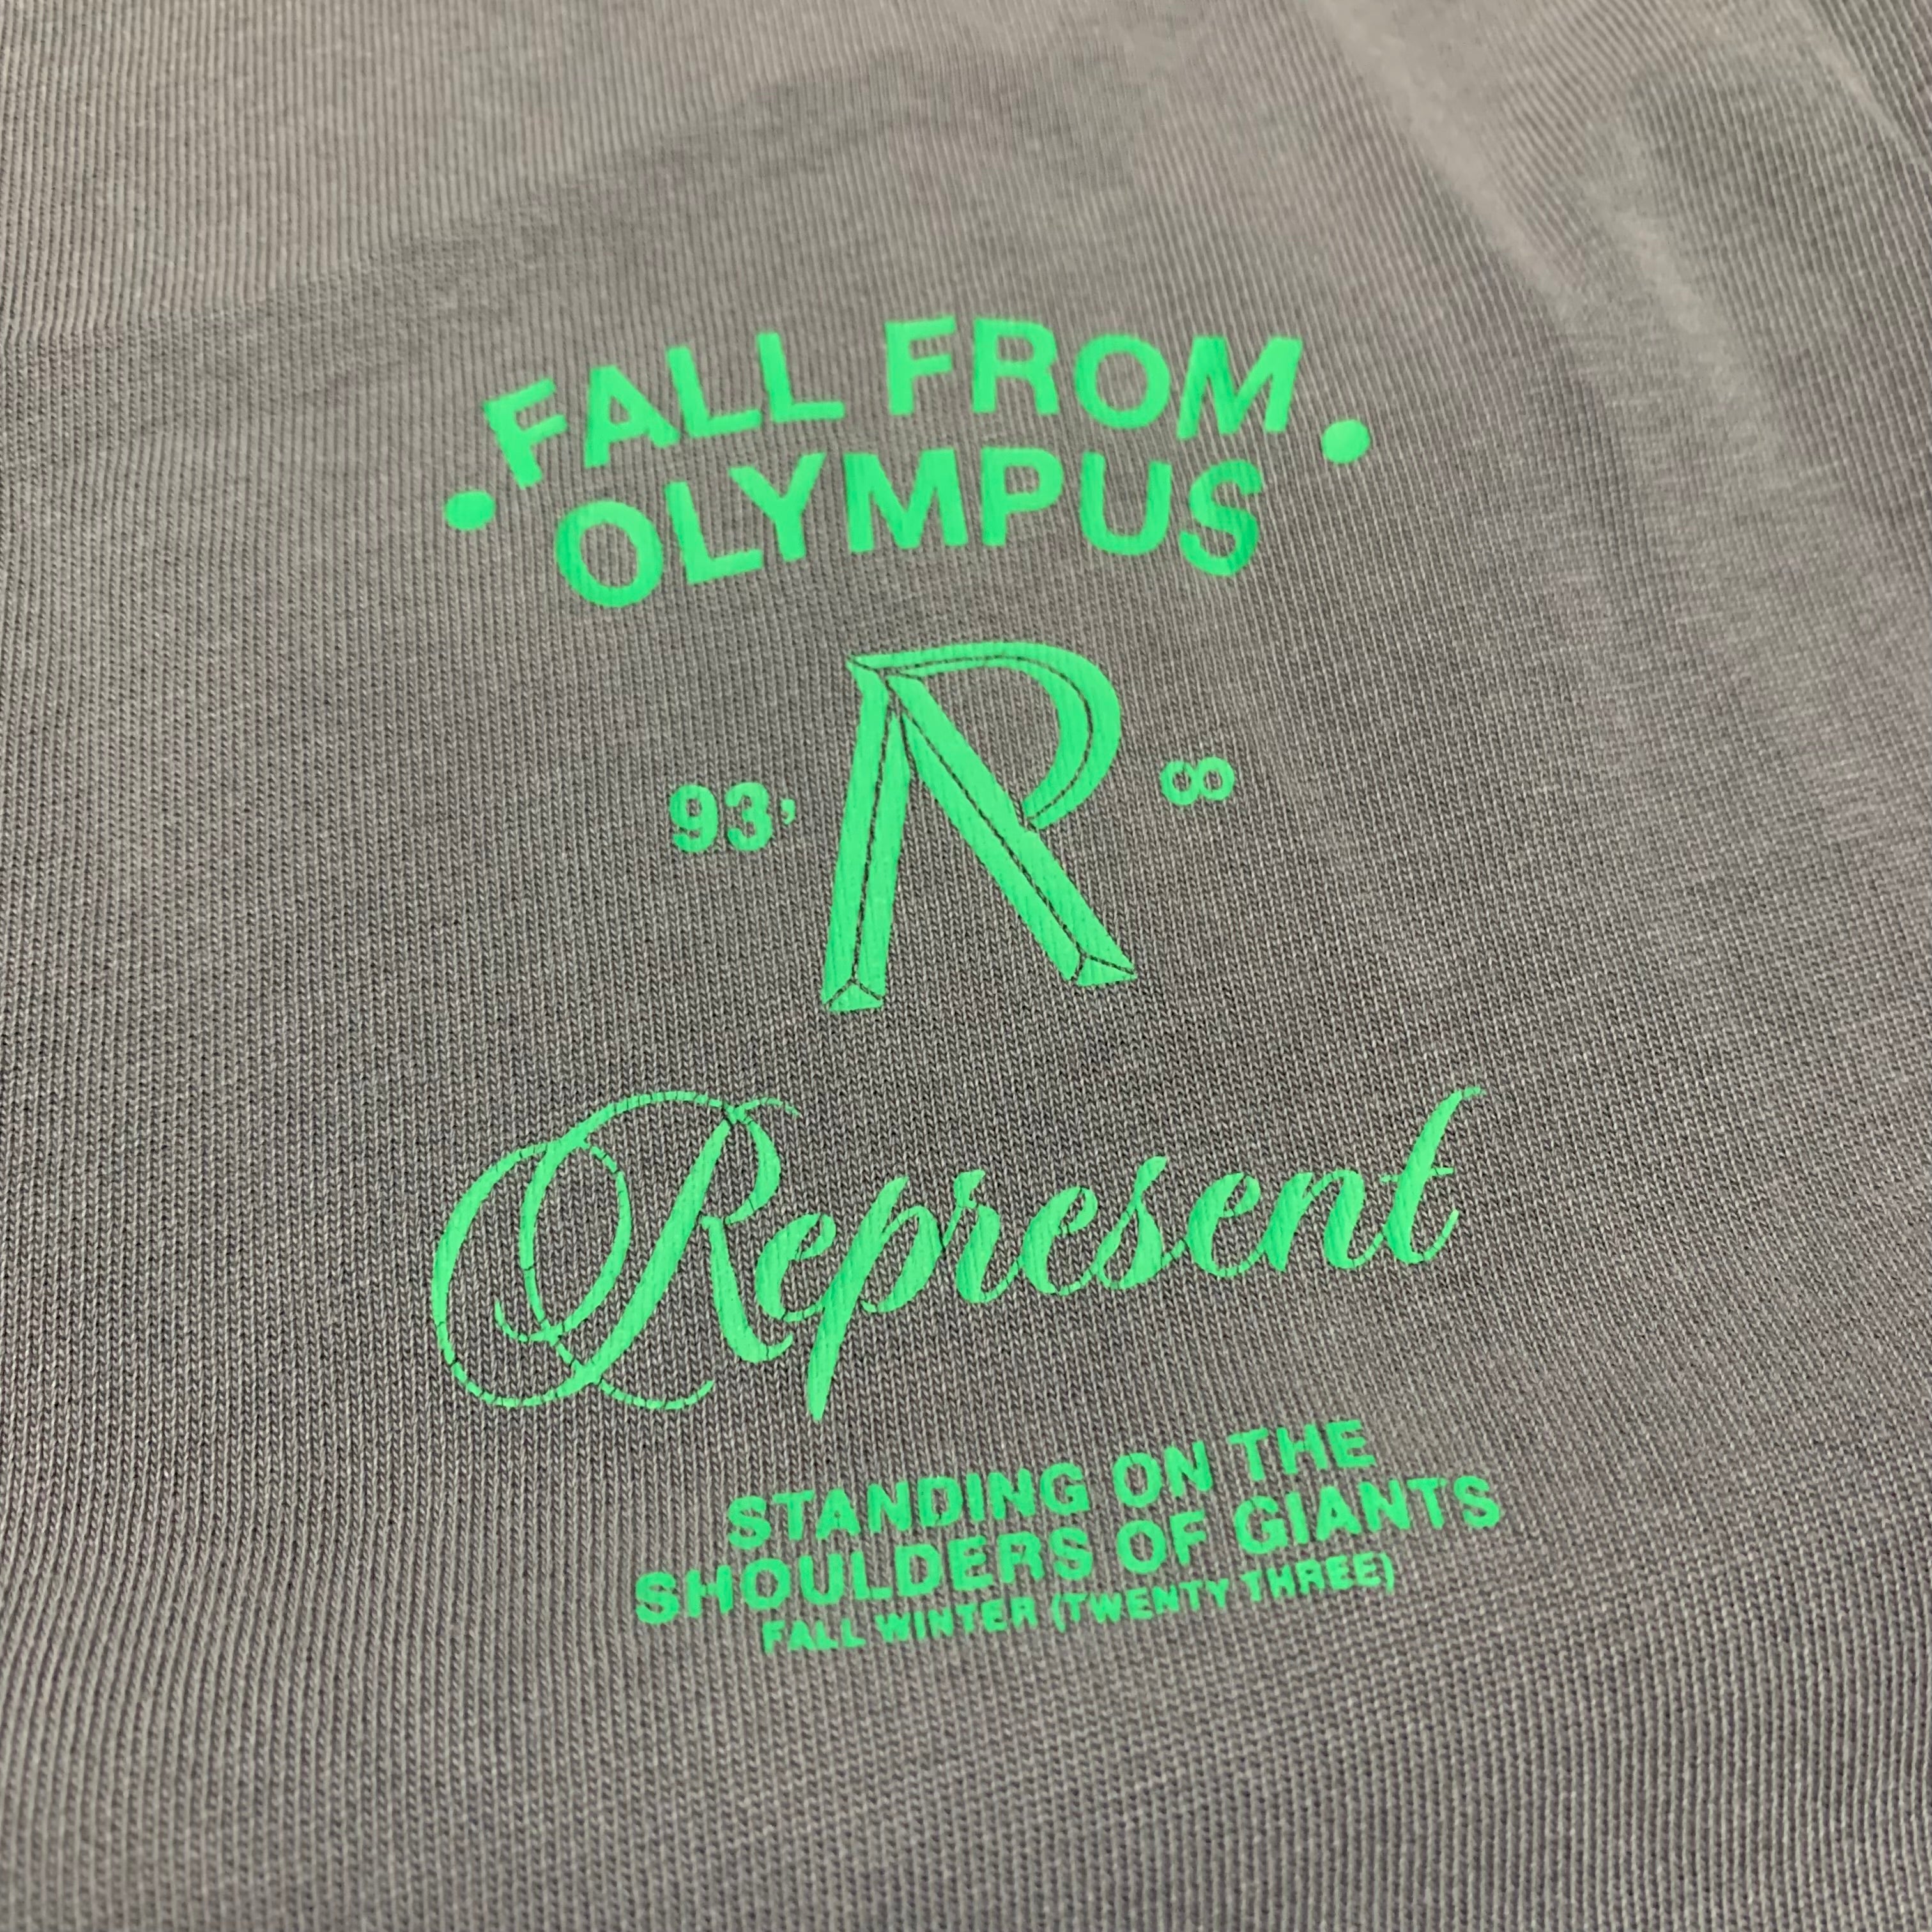 • FALL FROM •
OLYMPUS
93' R ∞
Represent
STANDING ON THE
SHOULDERS OF GIANTS
FALL WINTER (TWENTY THREE)